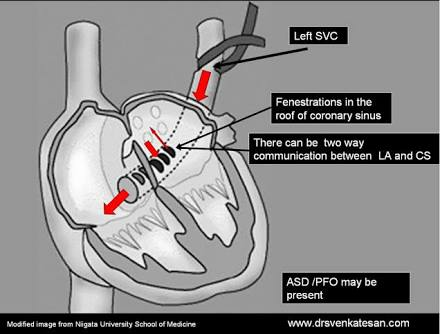 Left SVC
Fenestrations in the
roof of coronary sinus
There can be two way
communication between LA and CS
ASD /PFO may be
present
Modified image from Niigata University School of Medicine
www.drsvenkatesan.com